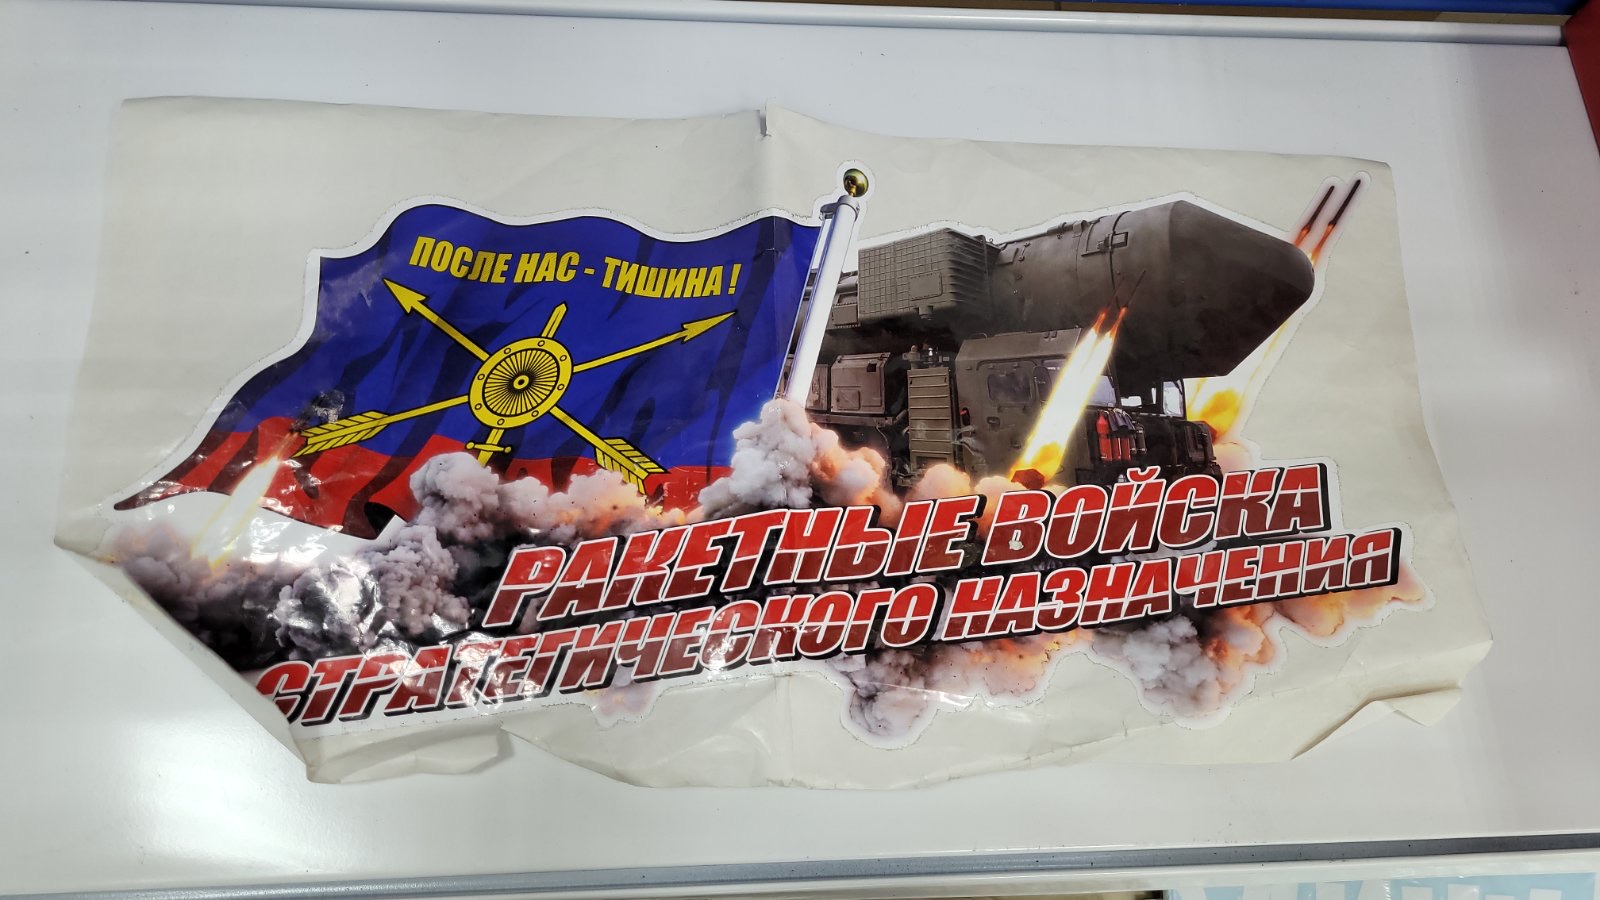 ПОСЛЕ НАС - ТИШИНА!
РАКЕТНЫЕ ВОЙСКА
СТРАТЕГИЧЕСКОГО НАЗНАЧЕНИЯ